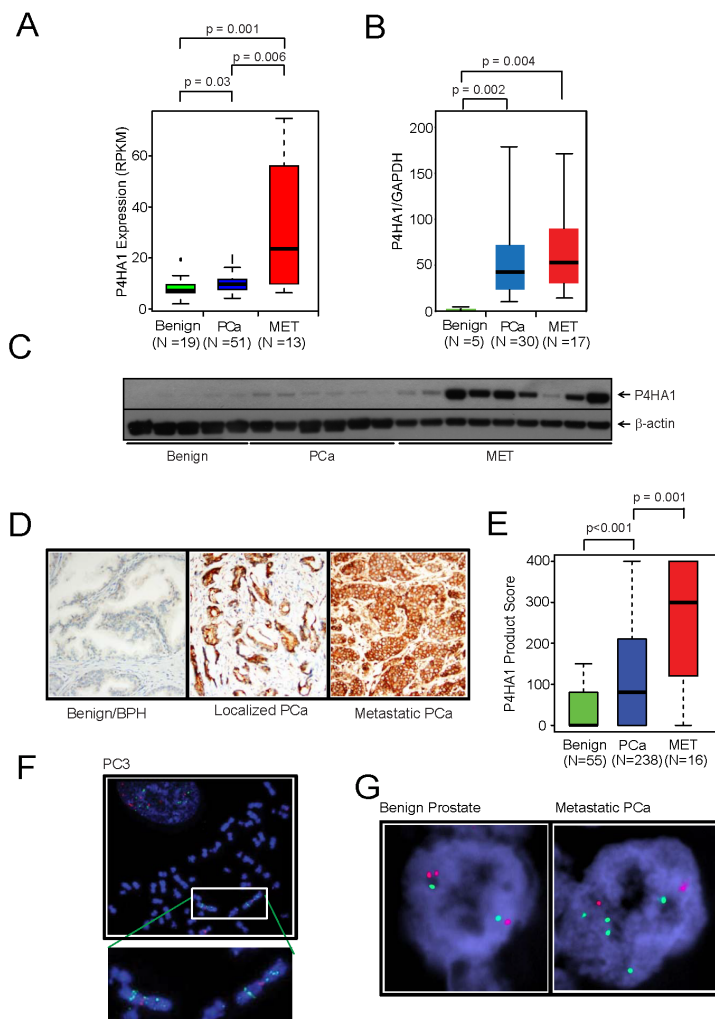 A
p = 0.001
p = 0.006
p = 0.03
P4HA1 Expression (RPKM)
60
40
20
0
Benign PCa MET
(N =19) (N =51) (N =13)
B
p = 0.004
p = 0.002
P4HA1/GAPDH
200
150
100
50
0
Benign PCa MET
(N =5) (N =30) (N =17)
C
P4HA1
β-actin
Benign PCa MET
D
Benign/BPH Localized PCa Metastatic PCa
E
p = 0.001
p<0.001
P4HA1 Product Score
400
300
200
100
0
Benign PCa MET
(N=55) (N=238) (N=16)
F
PC3
G
Benign Prostate Metastatic PCa